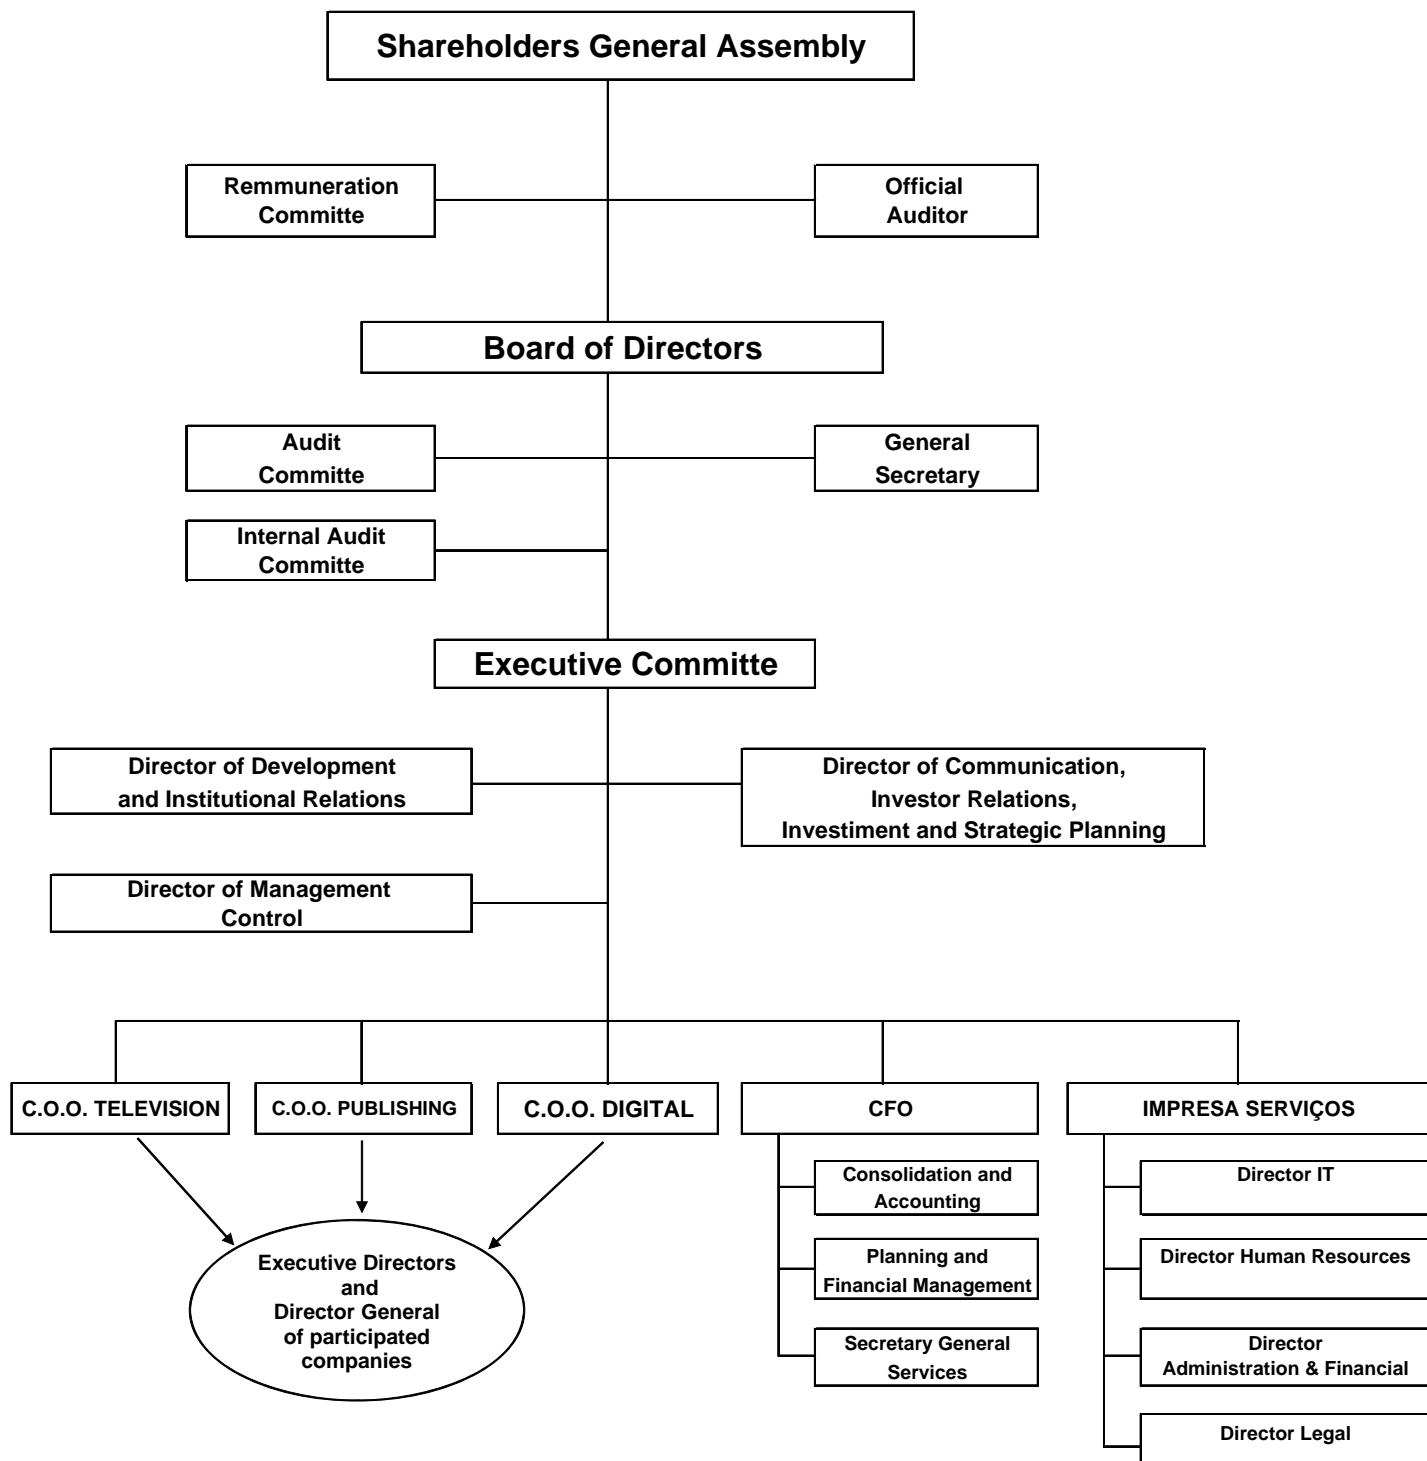 Shareholders General Assembly
Remmuneration
Committe
Official
Auditor
Board of Directors
Audit
Committe
General
Secretary
Internal Audit
Committe
Executive Committe
Director of Development
and Institutional Relations
Director of Communication,
Investor Relations,
Investiment and Strategic Planning
Director of Management
Control
C.O.O. TELEVISION
C.O.O. PUBLISHING
C.O.O. DIGITAL
CFO
IMPRESA SERVIÇOS
Executive Directors
and
Director General
of participated
companies
Consolidation and
Accounting
Planning and
Financial Management
Secretary General
Services
Director IT
Director Human Resources
Director
Administration & Financial
Director Legal